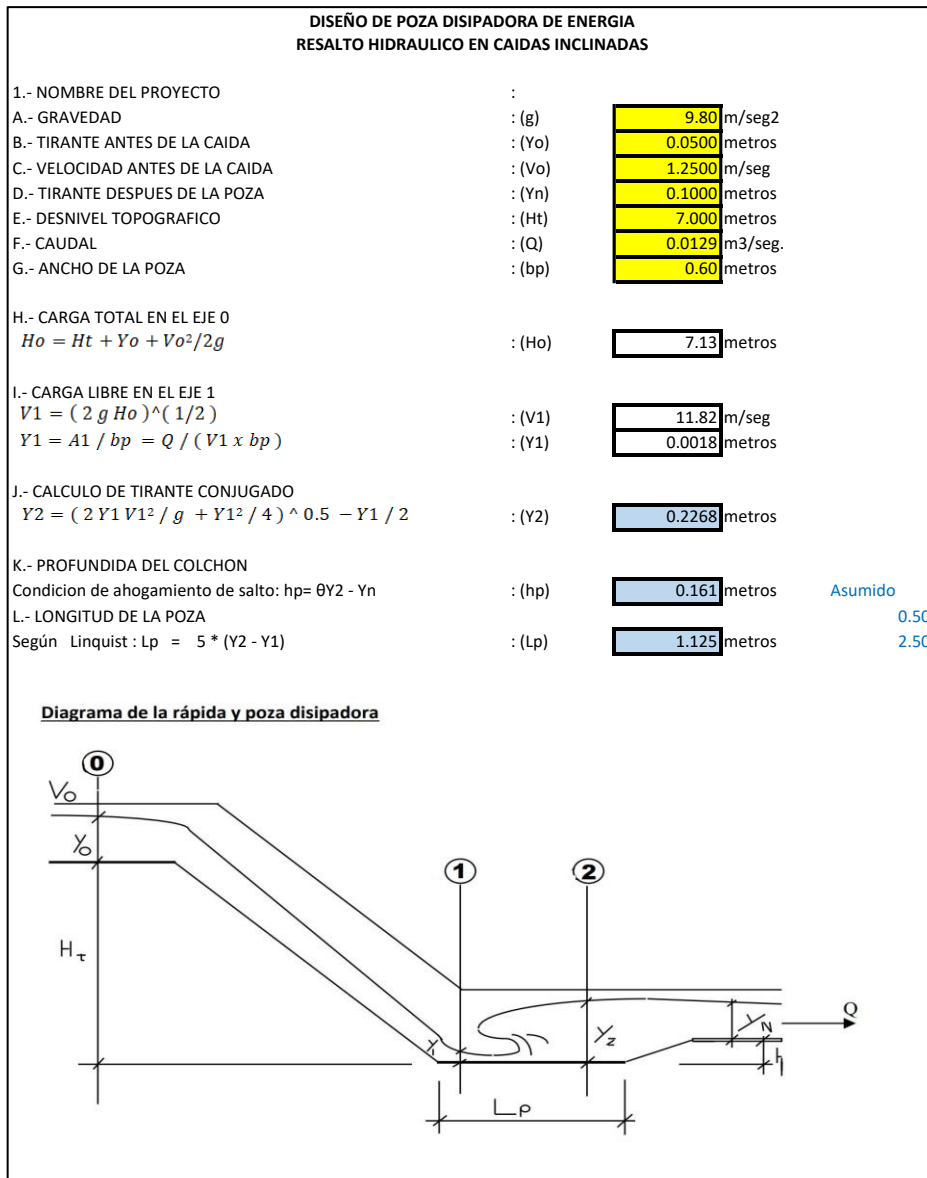 DISEÑO DE POZA DISIPADORA DE ENERGIA
RESALTO HIDRAULICO EN CAIDAS INCLINADAS
1.- NOMBRE DEL PROYECTO :
A.- GRAVEDAD : (g) 9.80 m/seg2
B.- TIRANTE ANTES DE LA CAIDA : (Yo) 0.0500 metros
C.- VELOCIDAD ANTES DE LA CAIDA : (Vo) 1.2500 m/seg
D.- TIRANTE DESPUES DE LA POZA : (Yn) 0.1000 metros
E.- DESNIVEL TOPOGRAFICO : (Ht) 7.000 metros
F.- CAUDAL : (Q) 0.0129 m3/seg.
G.- ANCHO DE LA POZA : (bp) 0.60 metros
H.- CARGA TOTAL EN EL EJE 0
Ho = Ht + Yo + Vo²/2g : (Ho) 7.13 metros
I.- CARGA LIBRE EN EL EJE 1
V1 = ( 2 g Ho )^( 1/2 ) : (V1) 11.82 m/seg
Y1 = A1 / bp = Q / ( V1 x bp ) : (Y1) 0.0018 metros
J.- CALCULO DE TIRANTE CONJUGADO
Y2 = ( 2 Y1 V1² / g + Y1² / 4 ) ^ 0.5 − Y1 / 2 : (Y2) 0.2268 metros
K.- PROFUNDIDA DEL COLCHON
Condicion de ahogamiento de salto: hp= θY2 - Yn : (hp) 0.161 metros Asumido
L.- LONGITUD DE LA POZA 0.50
Según Linquist : Lp = 5 * (Y2 - Y1) : (Lp) 1.125 metros 2.50
Diagrama de la rápida y poza disipadora
0
Vo
Yo
1
2
Hτ
Q
Y1
Y2
YN
h
Lp